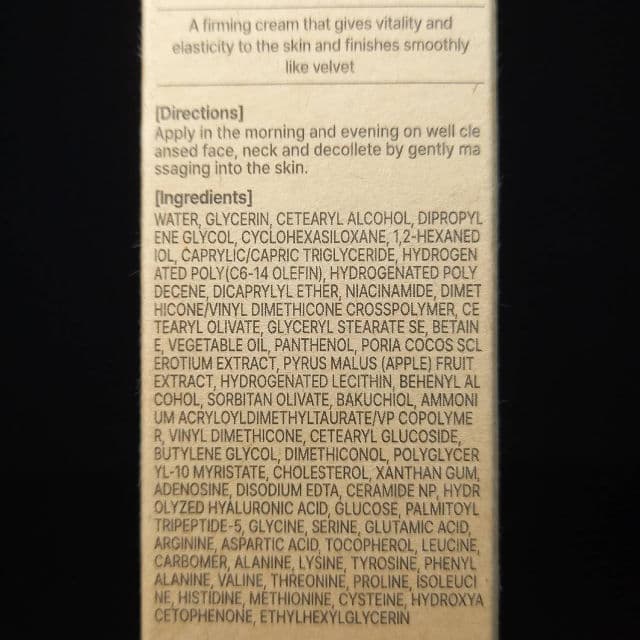 A firming cream that gives vitality and
elasticity to the skin and finishes smoothly
like velvet
[Directions]
Apply in the morning and evening on well cle
ansed face, neck and decollete by gently ma
ssaging into the skin.
[Ingredients]
WATER, GLYCERIN, CETEARYL ALCOHOL, DIPROPYL
ENE GLYCOL, CYCLOHEXASILOXANE, 1,2-HEXANED
IOL, CAPRYLIC/CAPRIC TRIGLYCERIDE, HYDROGEN
ATED POLY(C6-14 OLEFIN), HYDROGENATED POLY
DECENE, DICAPRYLYL ETHER, NIACINAMIDE, DIMET
HICONE/VINYL DIMETHICONE CROSSPOLYMER, CE
TEARYL OLIVATE, GLYCERYL STEARATE SE, BETAIN
E, VEGETABLE OIL, PANTHENOL, PORIA COCOS SCL
EROTIUM EXTRACT, PYRUS MALUS (APPLE) FRUIT
EXTRACT, HYDROGENATED LECITHIN, BEHENYL AL
COHOL, SORBITAN OLIVATE, BAKUCHIOL, AMMONI
UM ACRYLOYLDIMETHYLTAURATE/VP COPOLYME
R, VINYL DIMETHICONE, CETEARYL GLUCOSIDE,
BUTYLENE GLYCOL, DIMETHICONOL, POLYGLYCER
YL-10 MYRISTATE, CHOLESTEROL, XANTHAN GUM,
ADENOSINE, DISODIUM EDTA, CERAMIDE NP, HYDR
OLYZED HYALURONIC ACID, GLUCOSE, PALMITOYL
TRIPEPTIDE-5, GLYCINE, SERINE, GLUTAMIC ACID,
ARGININE, ASPARTIC ACID, TOCOPHEROL, LEUCINE,
CARBOMER, ALANINE, LYSINE, TYROSINE, PHENYL
ALANINE, VALINE, THREONINE, PROLINE, ISOLEUCI
NE, HISTIDINE, METHIONINE, CYSTEINE, HYDROXYA
CETOPHENONE, ETHYLHEXYLGLYCERIN